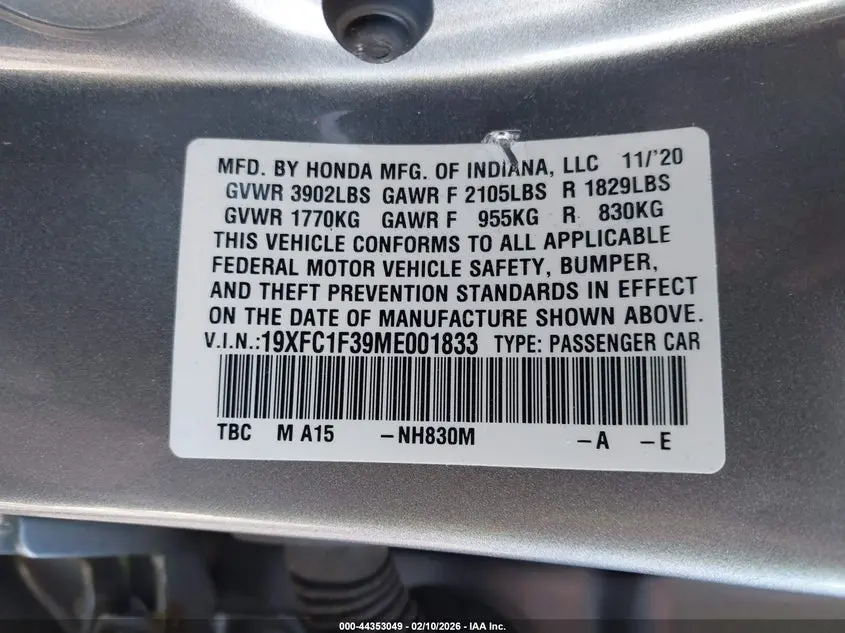 MFD. BY HONDA MFG. OF INDIANA, LLC 11/'20
GVWR 3902LBS GAWR F 2105LBS R 1829LBS
GVWR 1770KG GAWR F 955KG R 830KG
THIS VEHICLE CONFORMS TO ALL APPLICABLE
FEDERAL MOTOR VEHICLE SAFETY, BUMPER,
AND THEFT PREVENTION STANDARDS IN EFFECT
ON THE DATE OF MANUFACTURE SHOWN ABOVE.
V.I.N.:19XFC1F39ME001833 TYPE: PASSENGER CAR
TBC M A15 -NH830M -A -E
000-44353049 - 02/10/2026 - IAA Inc.